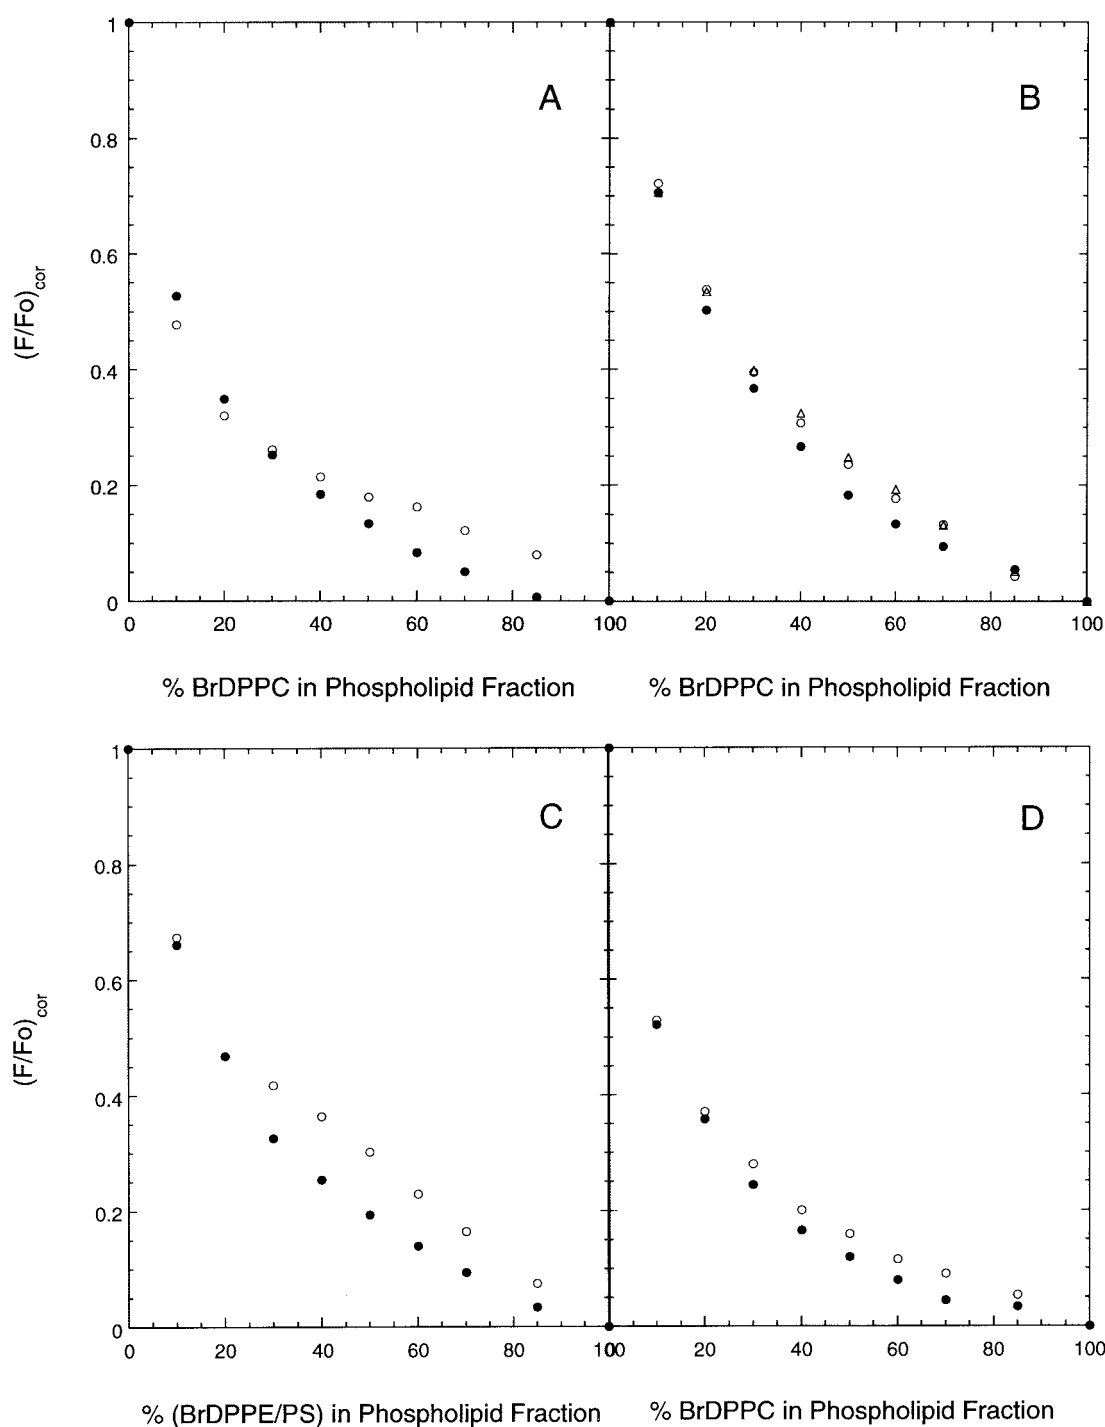 A
B
1
0.8
0.6
0.4
0.2
0
(F/Fo)cor
0 20 40 60 80 100 20 40 60 80 100
% BrDPPC in Phospholipid Fraction
% BrDPPC in Phospholipid Fraction
C
D
1
0.8
0.6
0.4
0.2
0
(F/Fo)cor
0 20 40 60 80 100 20 40 60 80 100
% (BrDPPE/PS) in Phospholipid Fraction
% BrDPPC in Phospholipid Fraction